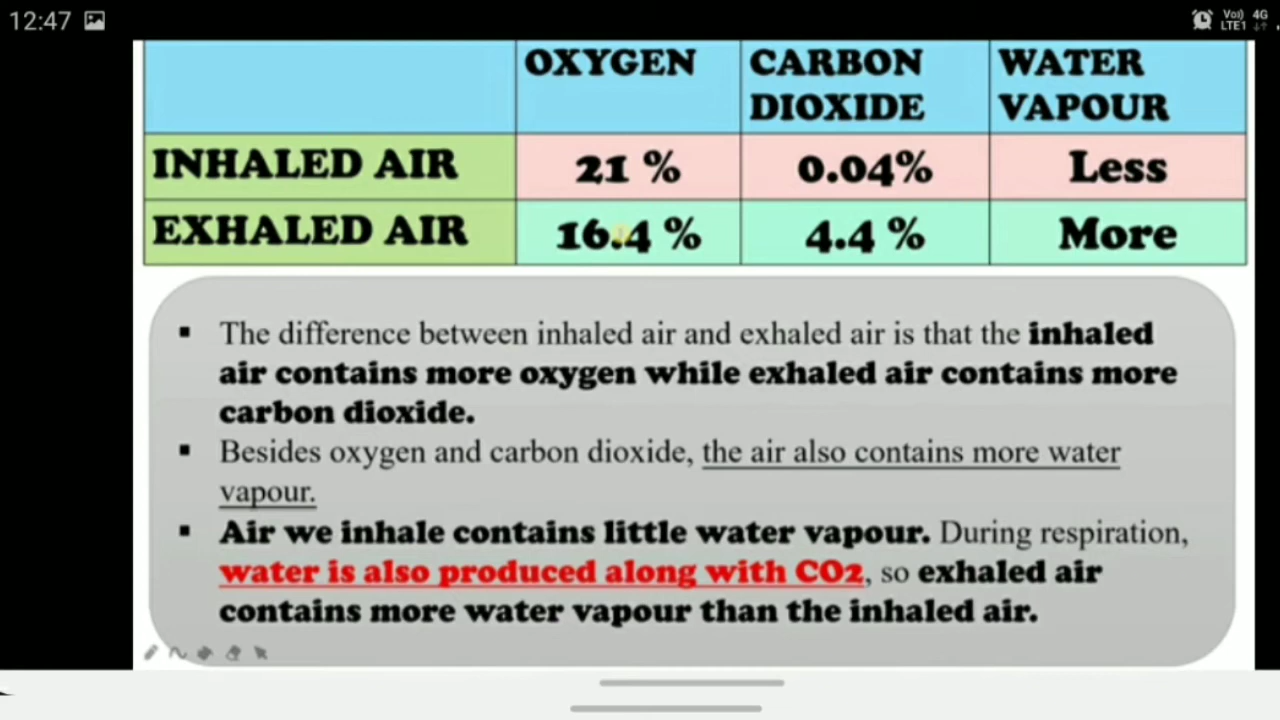 12:47
Vo)) 4G
LTE1
OXYGEN CARBON DIOXIDE WATER VAPOUR
INHALED AIR 21 % 0.04% Less
EXHALED AIR 16.4 % 4.4 % More
▪ The difference between inhaled air and exhaled air is that the inhaled
air contains more oxygen while exhaled air contains more
carbon dioxide.
▪ Besides oxygen and carbon dioxide, the air also contains more water
vapour.
▪ Air we inhale contains little water vapour. During respiration,
water is also produced along with CO2, so exhaled air
contains more water vapour than the inhaled air.